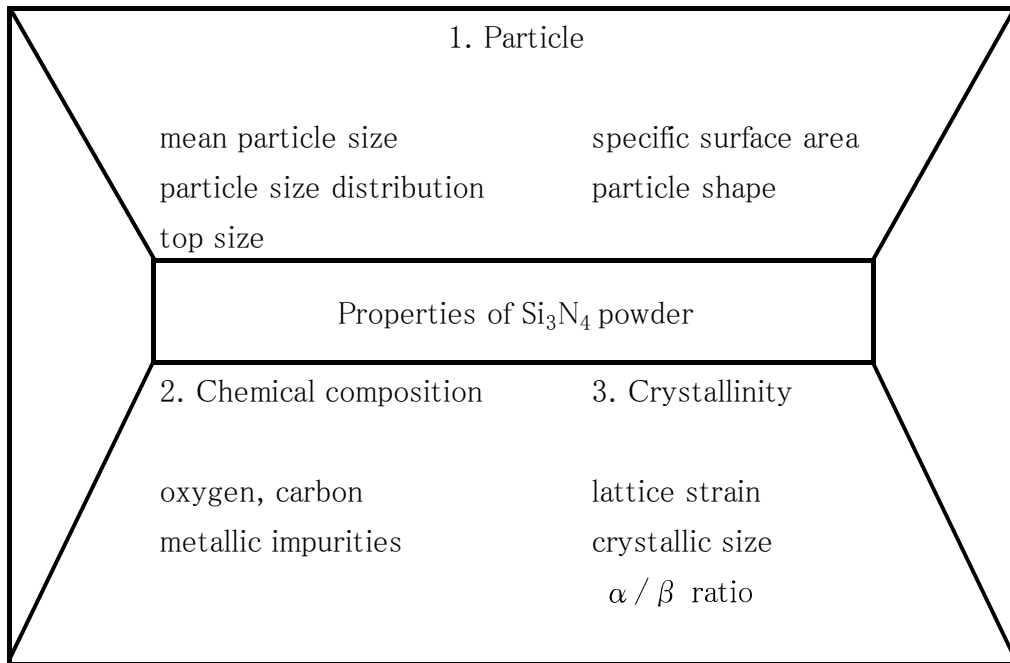 1. Particle
mean particle size
particle size distribution
top size
specific surface area
particle shape
Properties of Si₃N₄ powder
2. Chemical composition
oxygen, carbon
metallic impurities
3. Crystallinity
lattice strain
crystallic size
α / β ratio